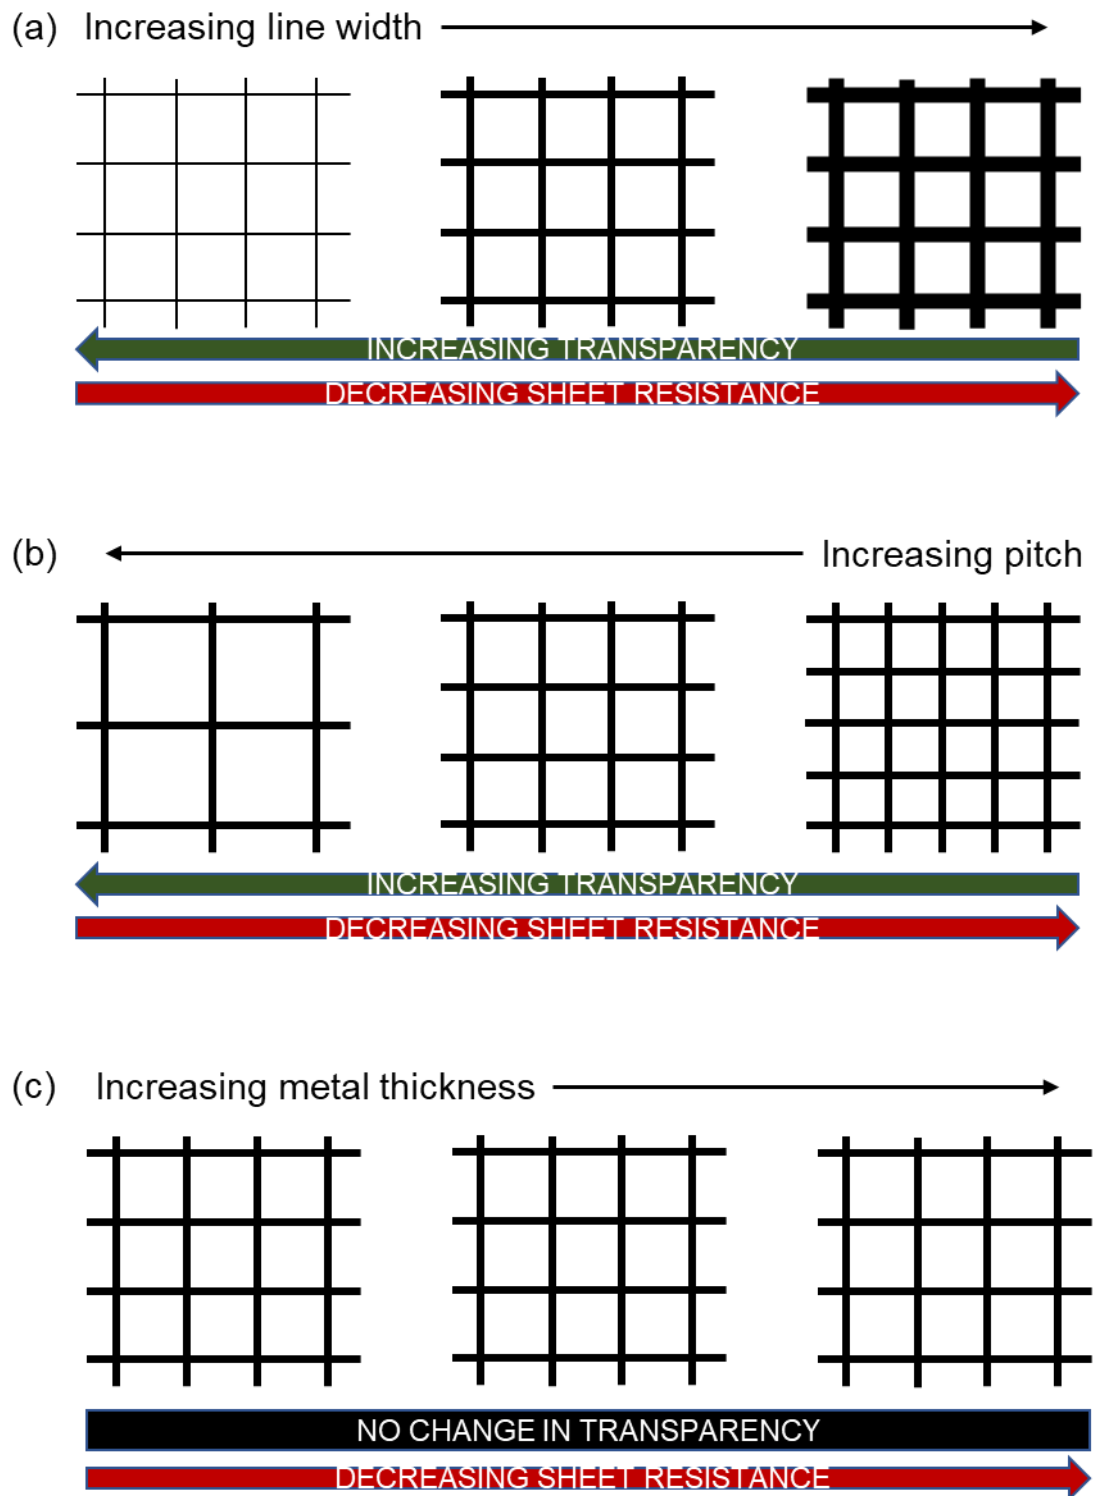 (a) Increasing line width
INCREASING TRANSPARENCY
DECREASING SHEET RESISTANCE
(b) Increasing pitch
INCREASING TRANSPARENCY
DECREASING SHEET RESISTANCE
(c) Increasing metal thickness
NO CHANGE IN TRANSPARENCY
DECREASING SHEET RESISTANCE